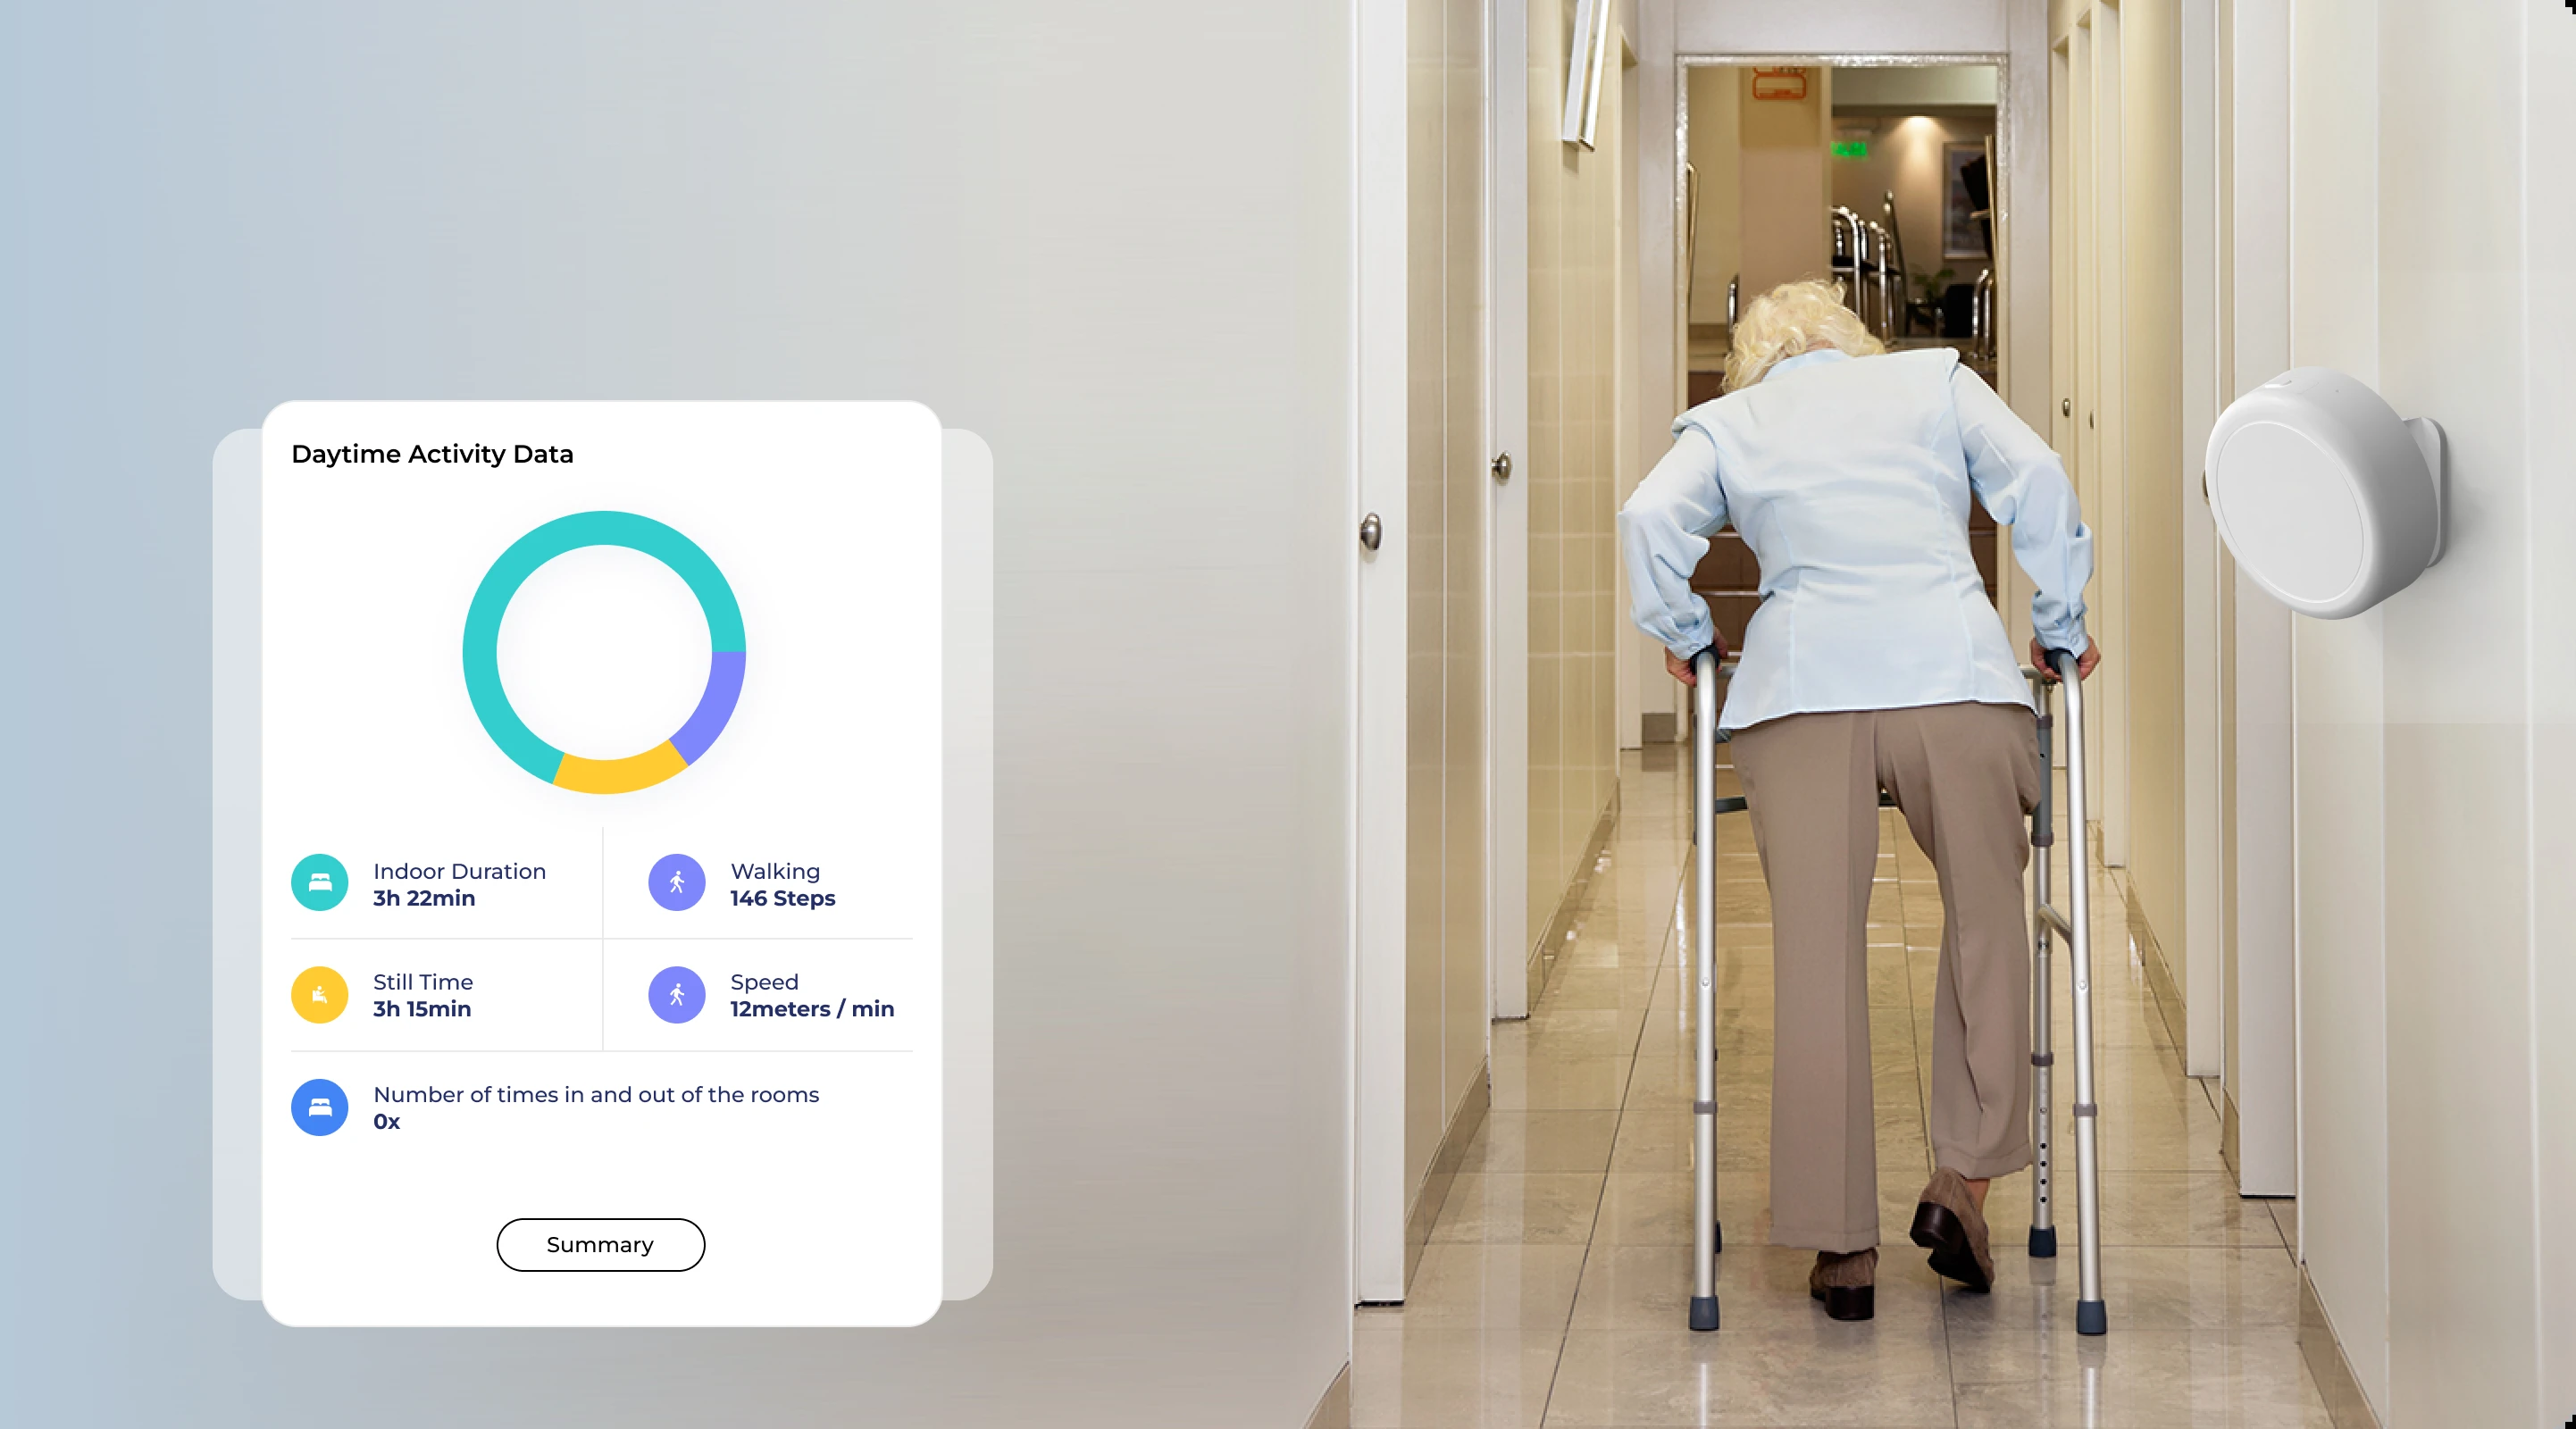 Daytime Activity Data
Indoor Duration
3h 22min
Walking
146 Steps
Still Time
3h 15min
Speed
12meters / min
Number of times in and out of the rooms
0x
Summary